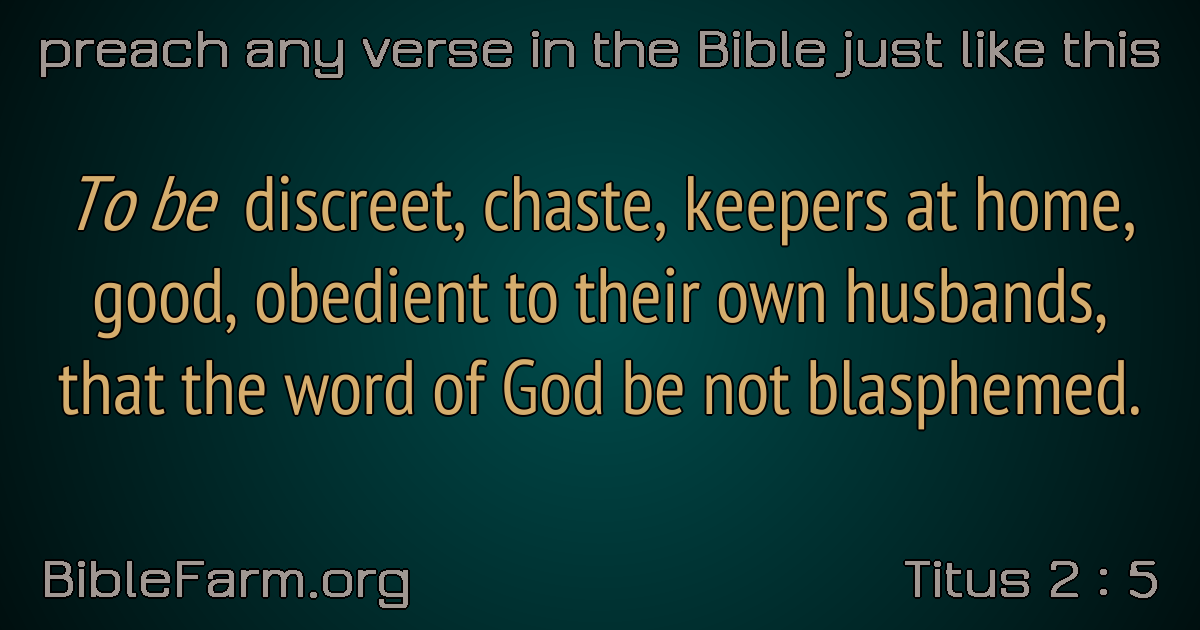 preach any verse in the Bible just like this
To be discreet, chaste, keepers at home,
good, obedient to their own husbands,
that the word of God be not blasphemed.
BibleFarm.org
Titus 2 : 5